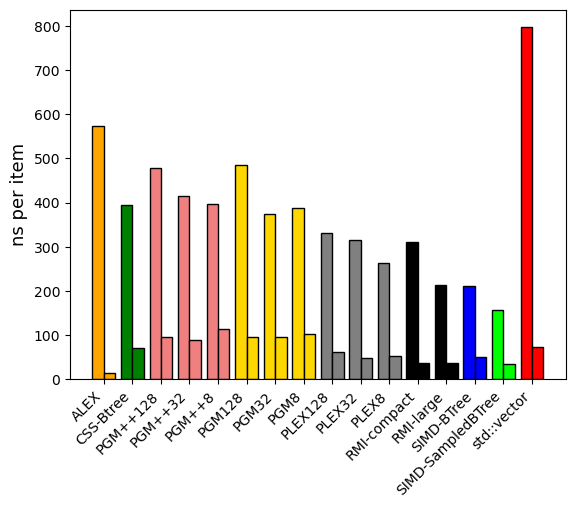 800
700
600
500
400
300
200
100
0
ns per item
ALEX
CSS-Btree
PGM++128
PGM++32
PGM++8
PGM128
PGM32
PGM8
PLEX128
PLEX32
PLEX8
RMI-compact
RMI-large
SIMD-BTree
SIMD-SampledBTree
std::vector